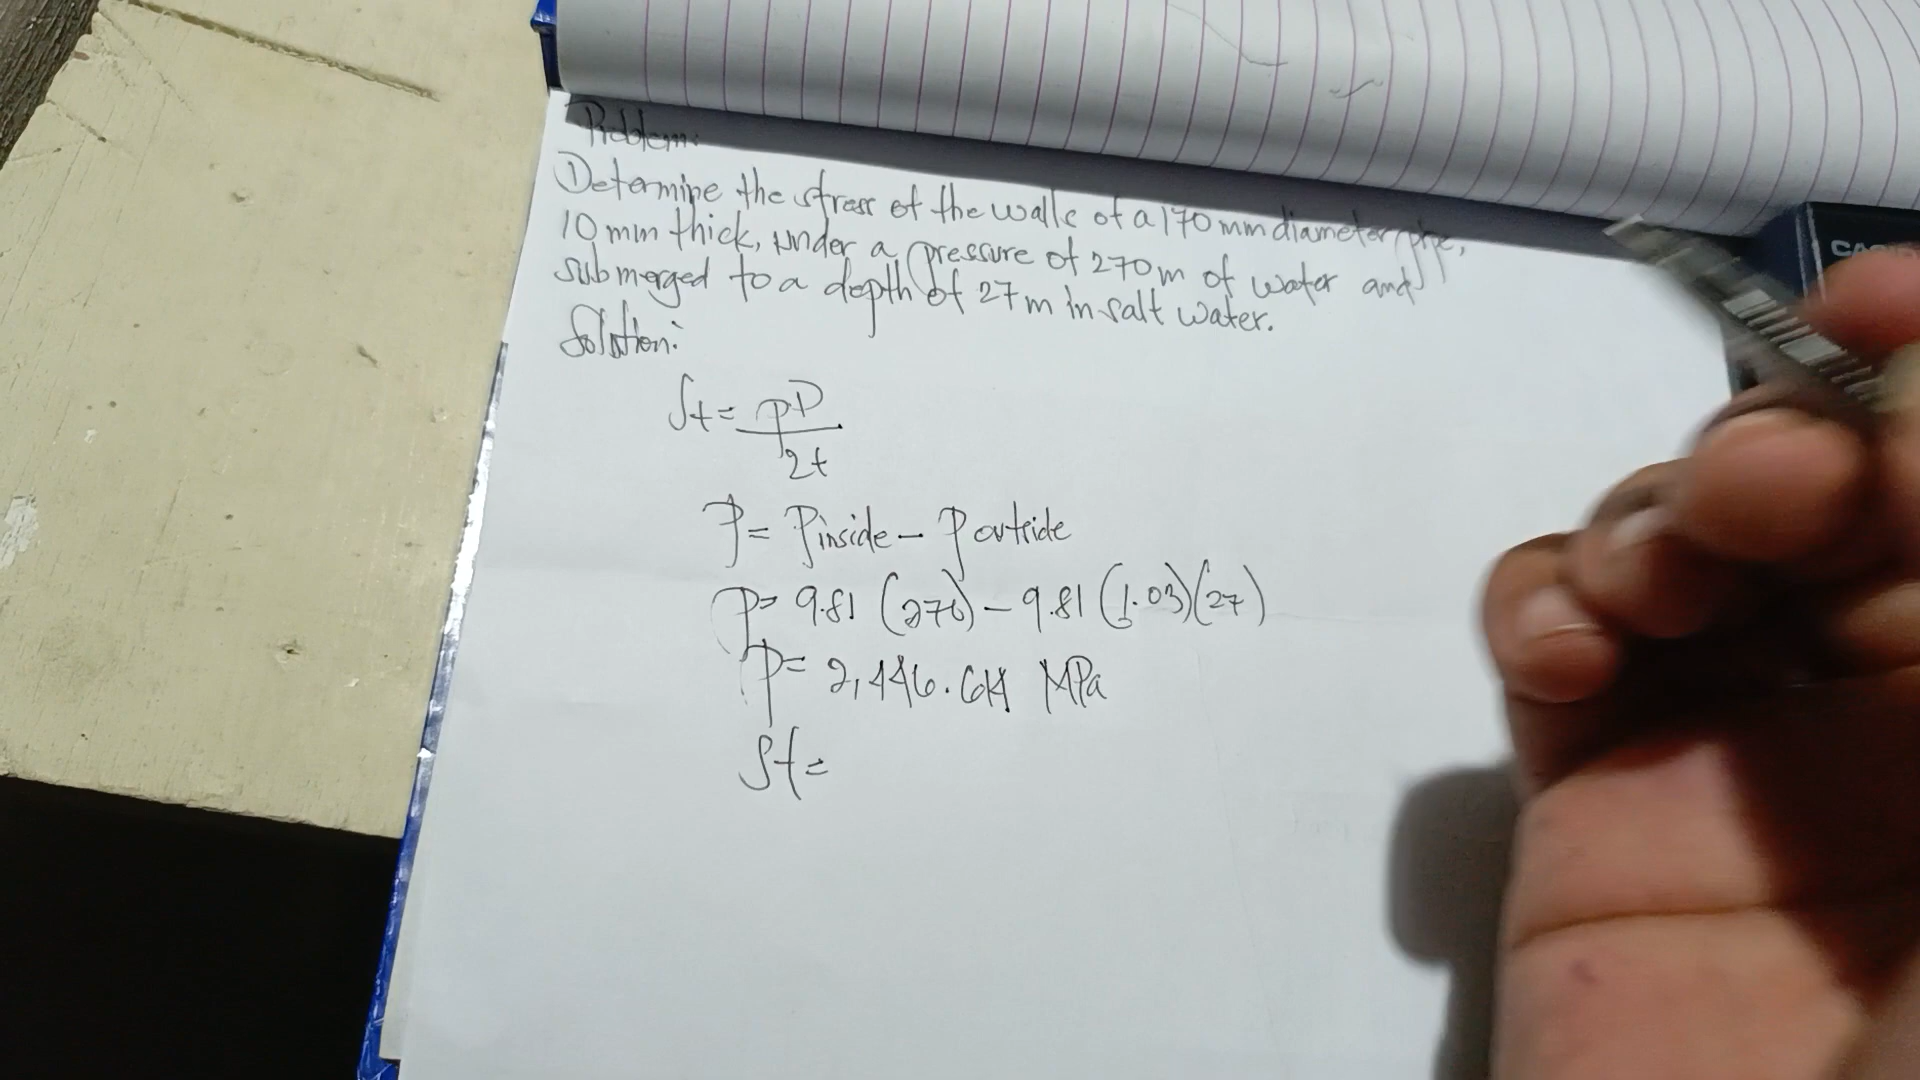 Problem:
① Determine the stress of the walls of a 170 mm diameter pipe,
10 mm thick, under a pressure of 270 m of water and
submerged to a depth of 27 m in salt water.
Solution:
St = pD
2t
P = Pinside - Poutside
P = 9.81 (270) - 9.81 (1.03)(27)
P = 2,446.64 MPa
St =
CAS